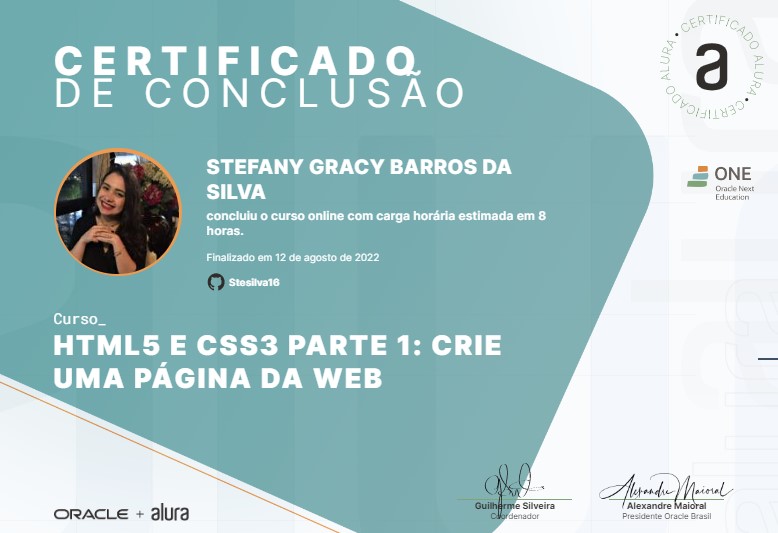 CERTIFICADO
DE CONCLUSÃO
CERTIFICADO ALURA • CERTIFICADO ALURA •
a
ONE
Oracle Next
Education
STEFANY GRACY BARROS DA
SILVA
concluiu o curso online com carga horária estimada em 8
horas.
Finalizado em 12 de agosto de 2022
Stesilva16
Curso_
HTML5 E CSS3 PARTE 1: CRIE
UMA PÁGINA DA WEB
Alexandre Maioral
Guilherme Silveira
Coordenador
Alexandre Maioral
Presidente Oracle Brasil
ORACLE + alura